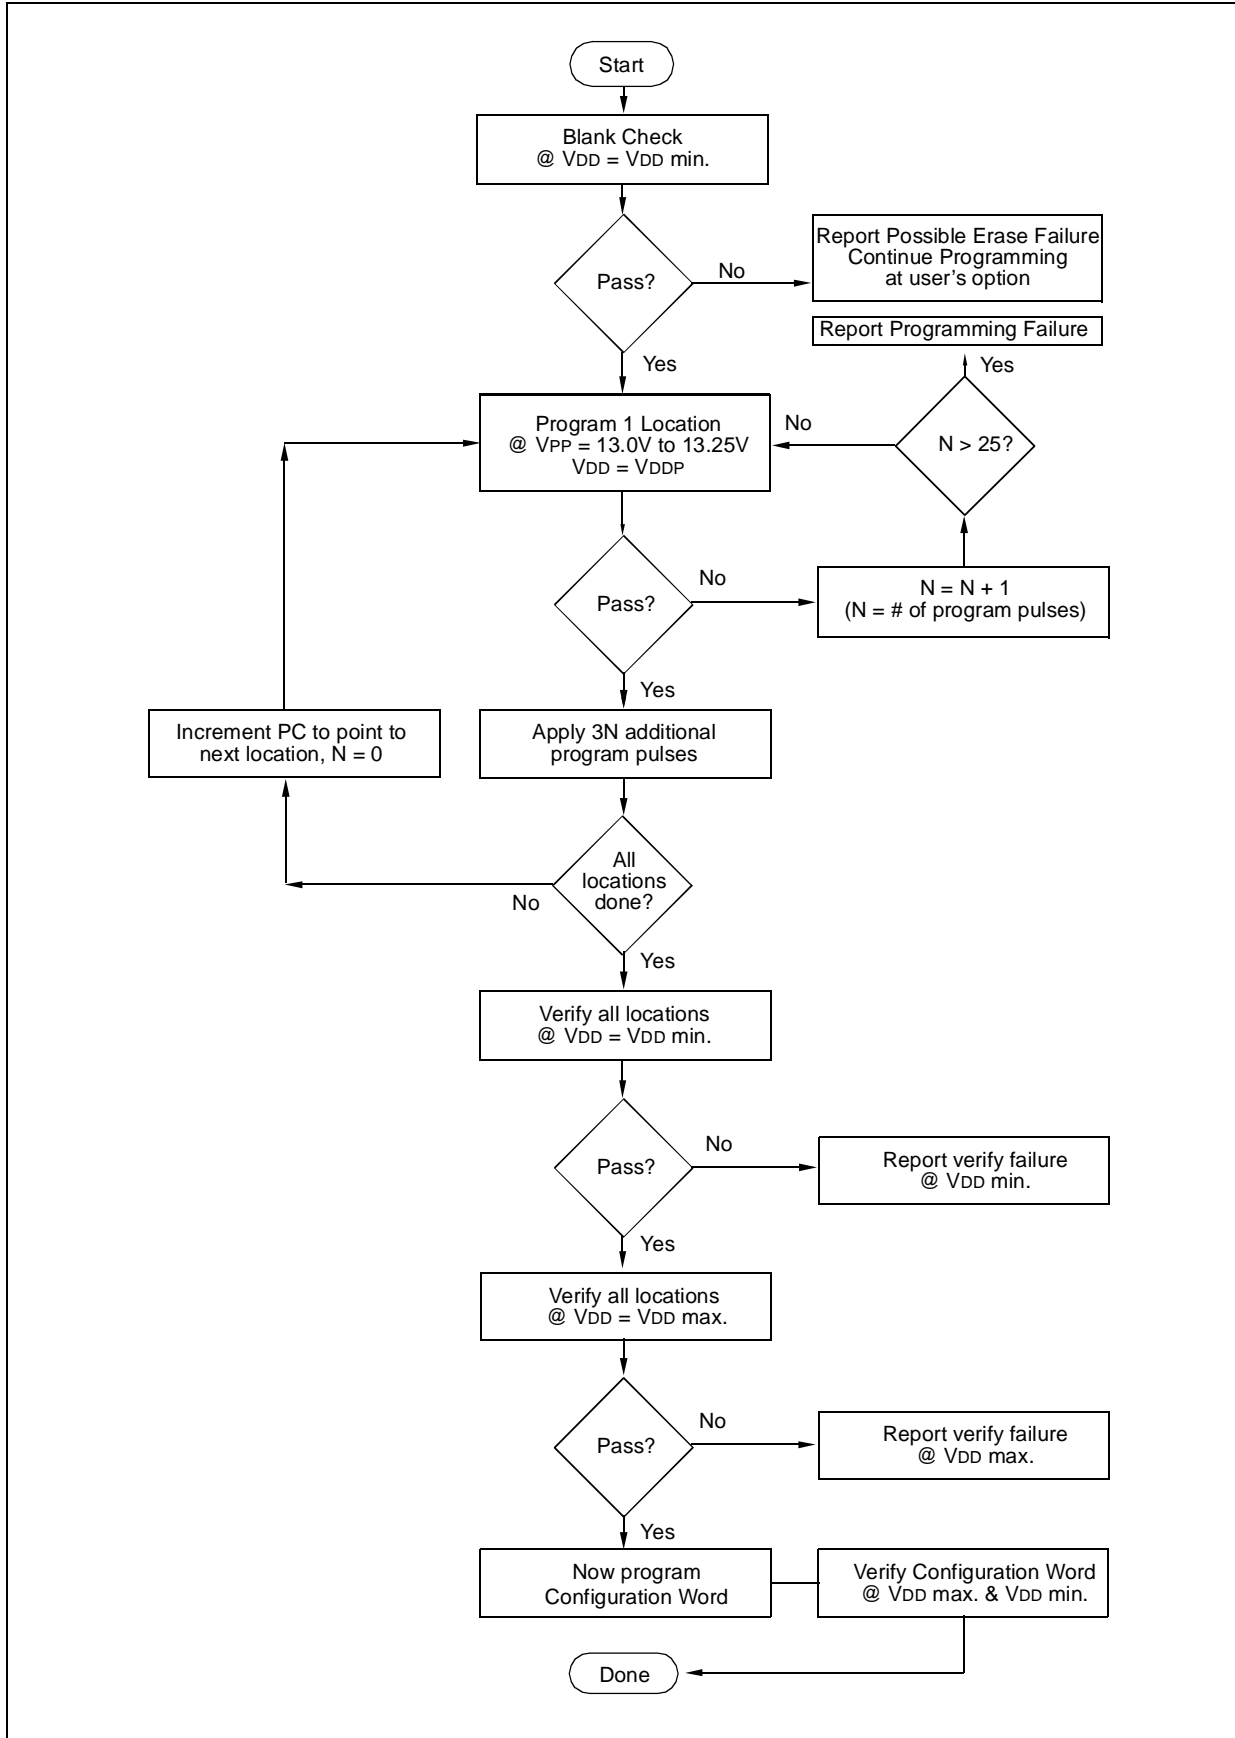 Start
Blank Check
@ VDD = VDD min.
Pass?
No
Report Possible Erase Failure
Continue Programming
at user's option
Yes
Report Programming Failure
Yes
N > 25?
No
Program 1 Location
@ VPP = 13.0V to 13.25V
VDD = VDDP
Pass?
No
N = N + 1
(N = # of program pulses)
Yes
Apply 3N additional
program pulses
Increment PC to point to
next location, N = 0
All
locations
done?
No
Yes
Verify all locations
@ VDD = VDD min.
Pass?
No
Report verify failure
@ VDD min.
Yes
Verify all locations
@ VDD = VDD max.
Pass?
No
Report verify failure
@ VDD max.
Yes
Now program
Configuration Word
Verify Configuration Word
@ VDD max. & VDD min.
Done